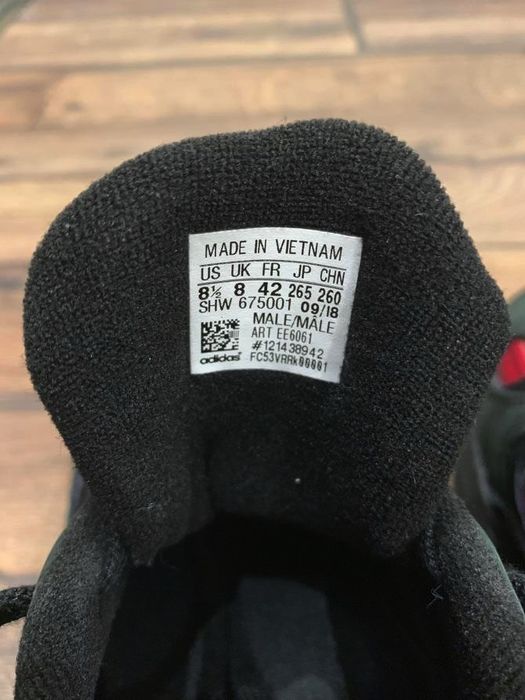 MADE IN VIETNAM
US UK FR JP CHN
8½ 8 42 265 260
SHW 675001 09/18
MALE/MÂLE
ART EE6061
#121438942
adidas FC53VRRk00001